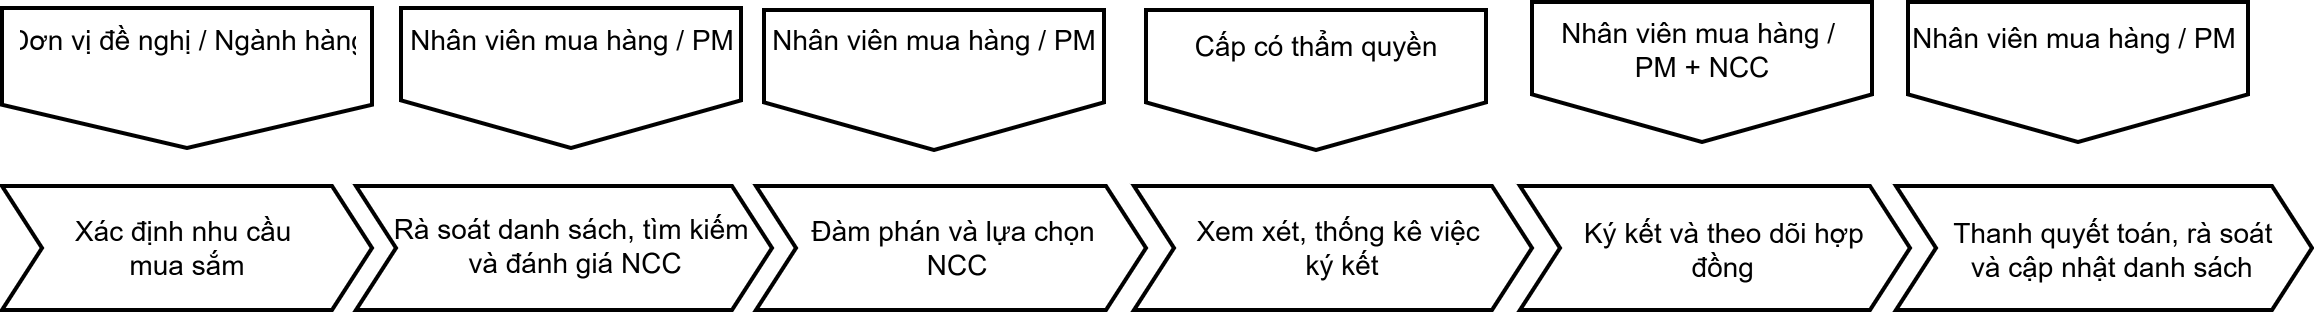 Đơn vị đề nghị / Ngành hàng
Nhân viên mua hàng / PM
Nhân viên mua hàng / PM
Cấp có thẩm quyền
Nhân viên mua hàng /
PM + NCC
Nhân viên mua hàng / PM
Xác định nhu cầu
mua sắm
Rà soát danh sách, tìm kiếm
và đánh giá NCC
Đàm phán và lựa chọn
NCC
Xem xét, thống kê việc
ký kết
Ký kết và theo dõi hợp
đồng
Thanh quyết toán, rà soát
và cập nhật danh sách